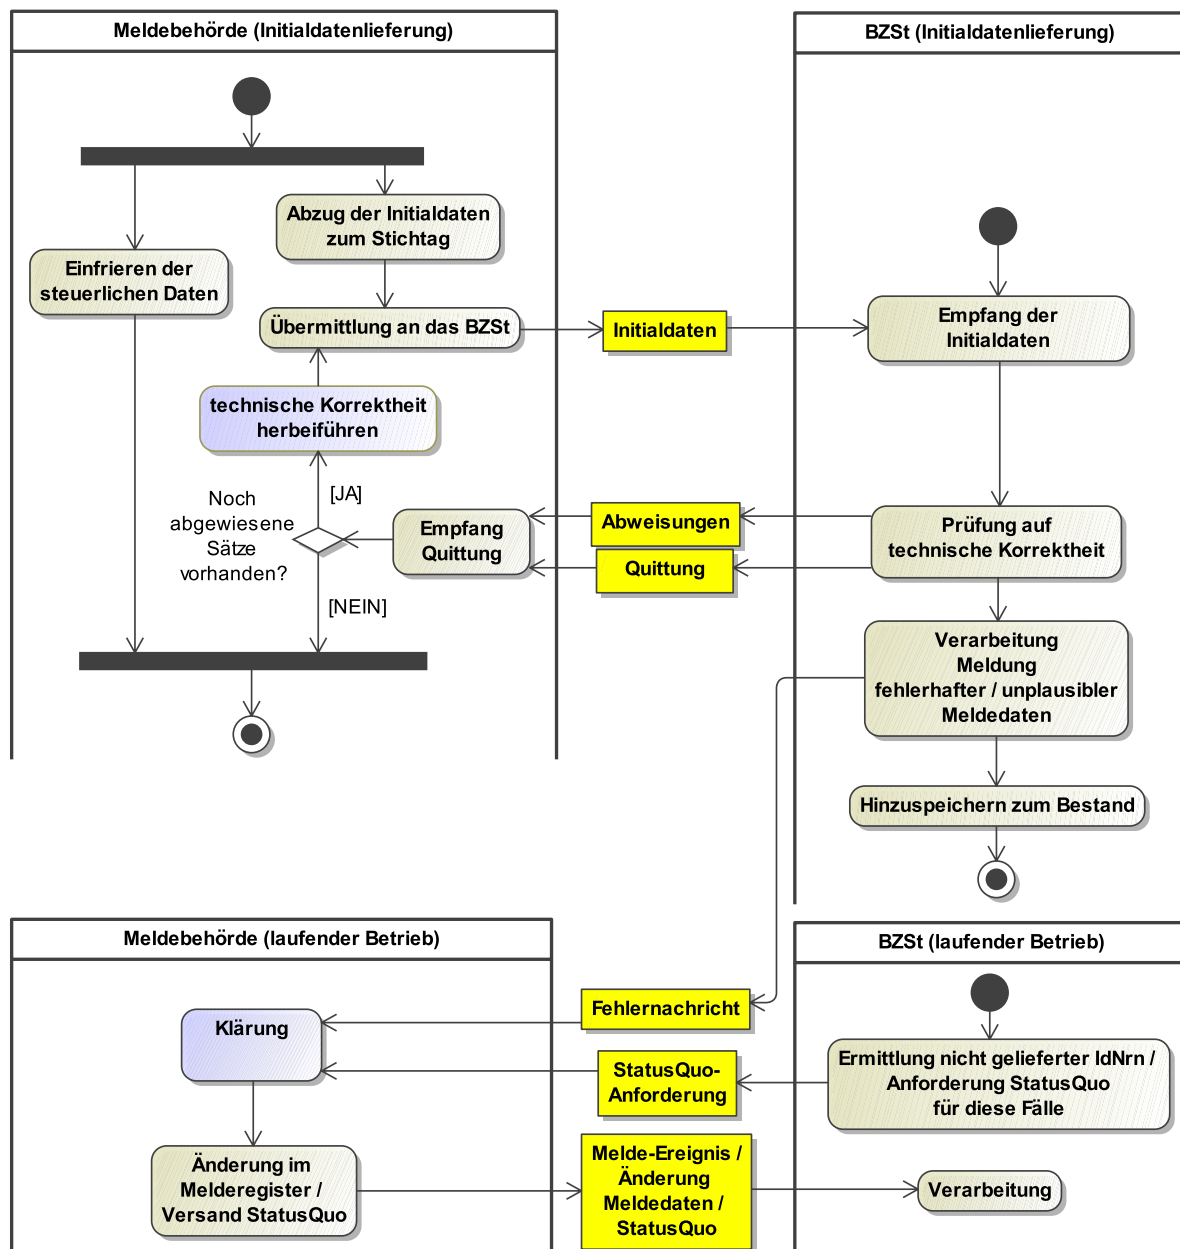 Meldebehörde (Initialdatenlieferung)
BZSt (Initialdatenlieferung)
Abzug der Initialdaten
zum Stichtag
Einfrieren der
steuerlichen Daten
Übermittlung an das BZSt
Initialdaten
Empfang der
Initialdaten
technische Korrektheit
herbeiführen
[JA]
Noch
abgewiesene
Sätze
vorhanden?
[NEIN]
Empfang
Quittung
Abweisungen
Quittung
Prüfung auf
technische Korrektheit
Verarbeitung
Meldung
fehlerhafter / unplausibler
Meldedaten
Hinzuspeichern zum Bestand
Meldebehörde (laufender Betrieb)
BZSt (laufender Betrieb)
Klärung
Fehlernachricht
StatusQuo-
Anforderung
Ermittlung nicht gelieferter IdNrn /
Anforderung StatusQuo
für diese Fälle
Änderung im
Melderegister /
Versand StatusQuo
Melde-Ereignis /
Änderung
Meldedaten /
StatusQuo
Verarbeitung